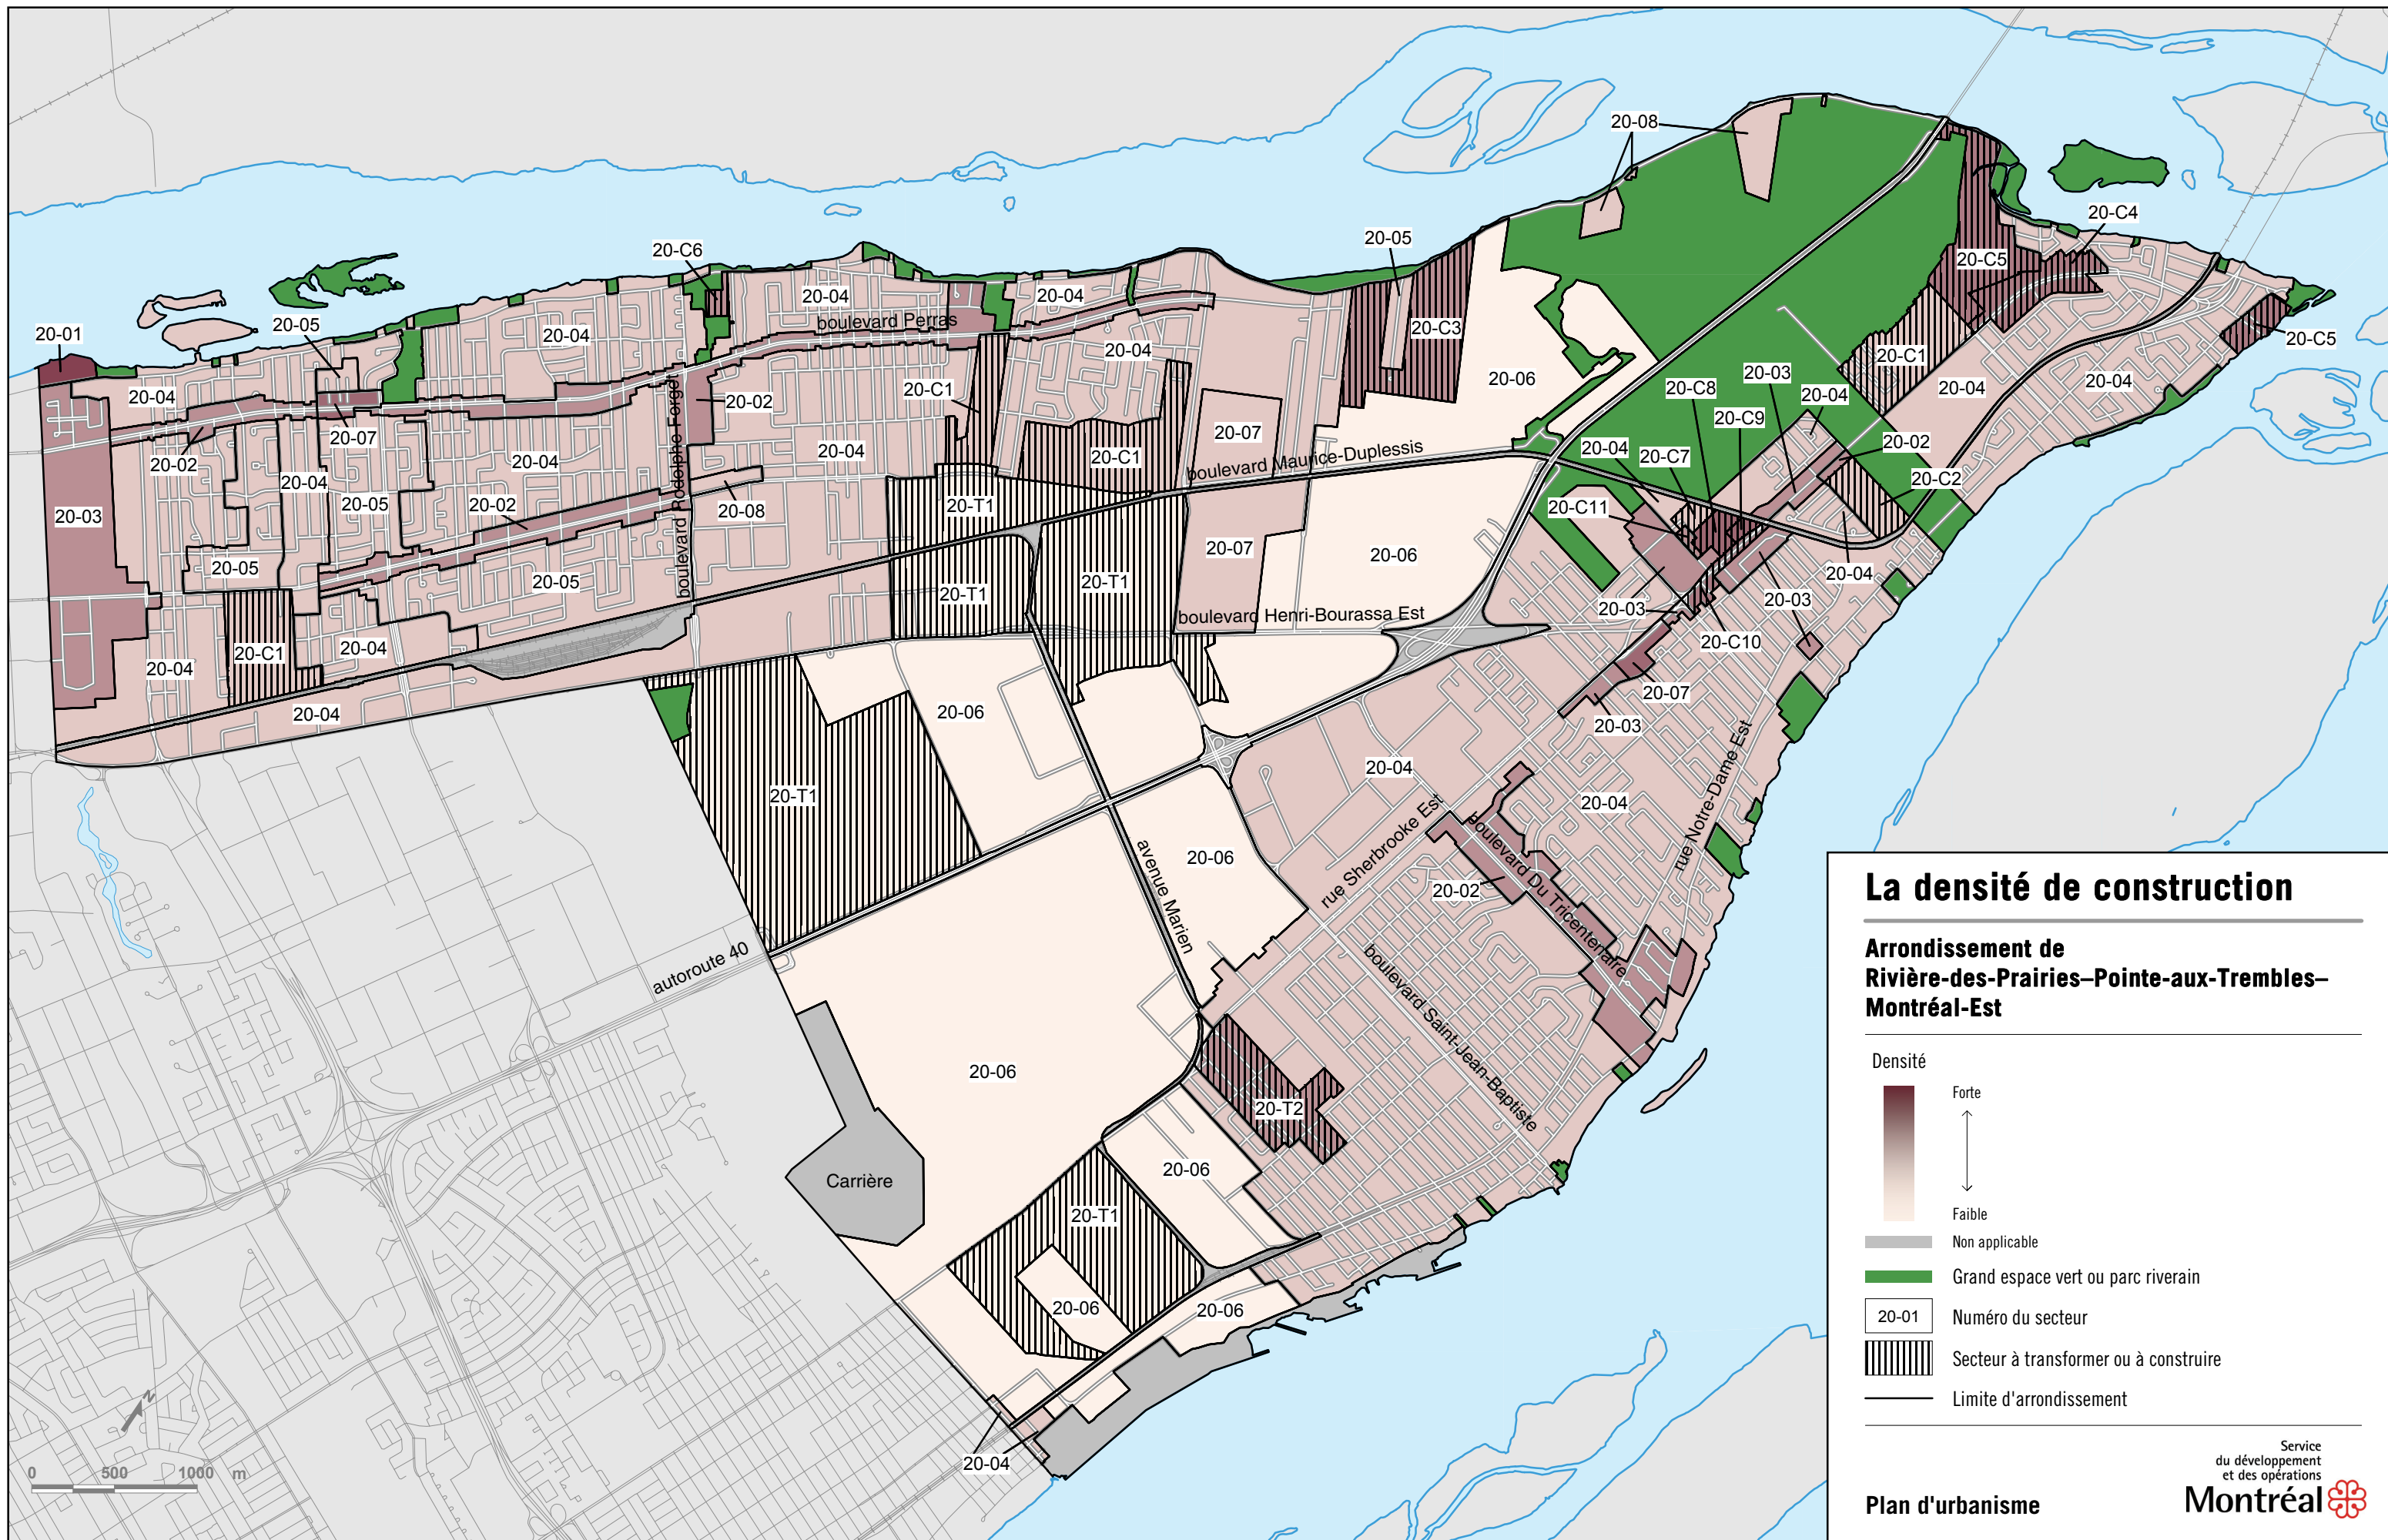 20-08
20-C4
20-05
20-C6
20-C5
20-04
20-04
20-05
20-01
boulevard Perras
20-C3
20-C5
20-04
20-04
20-C1
20-06
20-03
20-04
20-04
20-C8
20-C1
20-04
20-04
20-02
20-C9
20-07
20-07
20-02
20-04
20-C7
20-02
20-04
20-04
boulevard Maurice-Duplessis
20-C1
20-04
20-C2
20-05
20-02
20-T1
20-C11
20-03
20-08
boulevard Rodolphe-Forget
20-07
20-06
20-05
20-05
20-T1
20-T1
20-04
20-03
20-03
boulevard Henri-Bourassa Est
20-C10
20-C1
20-04
20-04
20-07
20-04
20-06
20-03
20-04
20-T1
20-04
rue Notre-Dame Est
rue Sherbrooke Est
boulevard Du Tricentenaire
20-06
avenue Marien
20-02
autoroute 40
boulevard Saint-Jean-Baptiste
20-06
20-T2
Carrière
20-06
20-T1
20-06
20-06
20-04
N
0 500 1000 m
La densité de construction
Arrondissement de
Rivière-des-Prairies–Pointe-aux-Trembles–
Montréal-Est
Densité
Forte
Faible
Non applicable
Grand espace vert ou parc riverain
20-01 Numéro du secteur
Secteur à transformer ou à construire
Limite d'arrondissement
Service
du développement
et des opérations
Plan d'urbanisme
Montréal